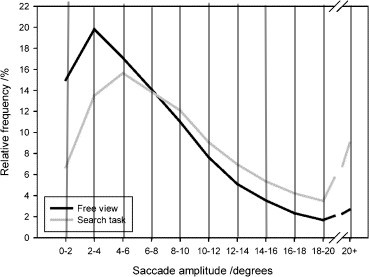 22
20
18
16
14
12
10
8
6
4
2
0
Relative frequency /%
Free view
Search task
0-2 2-4 4-6 6-8 8-10 10-12 12-14 14-16 16-18 18-20 20+
Saccade amplitude /degrees